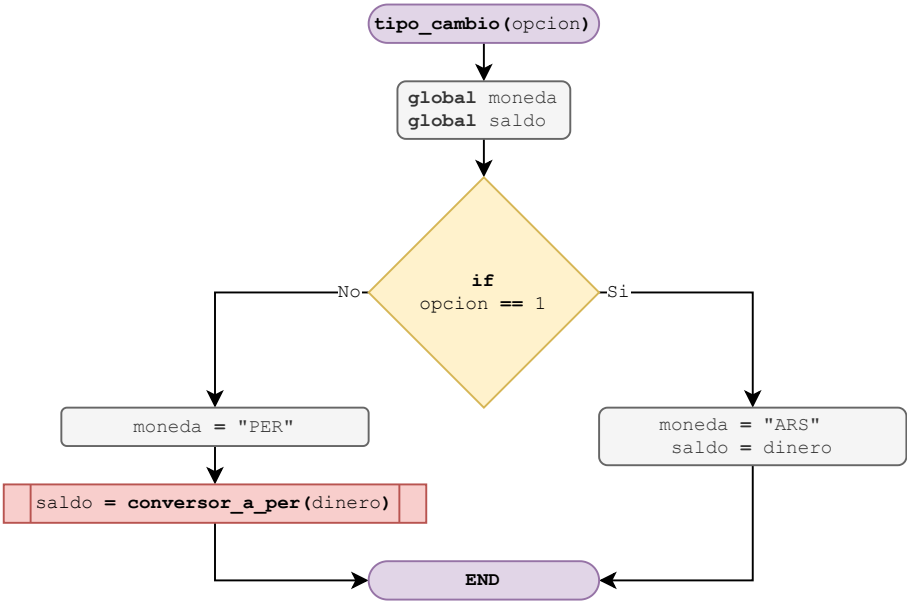 tipo_cambio(opcion)
global moneda
global saldo
if
opcion == 1
No
Si
moneda = "PER"
moneda = "ARS"
saldo = dinero
saldo = conversor_a_per(dinero)
END